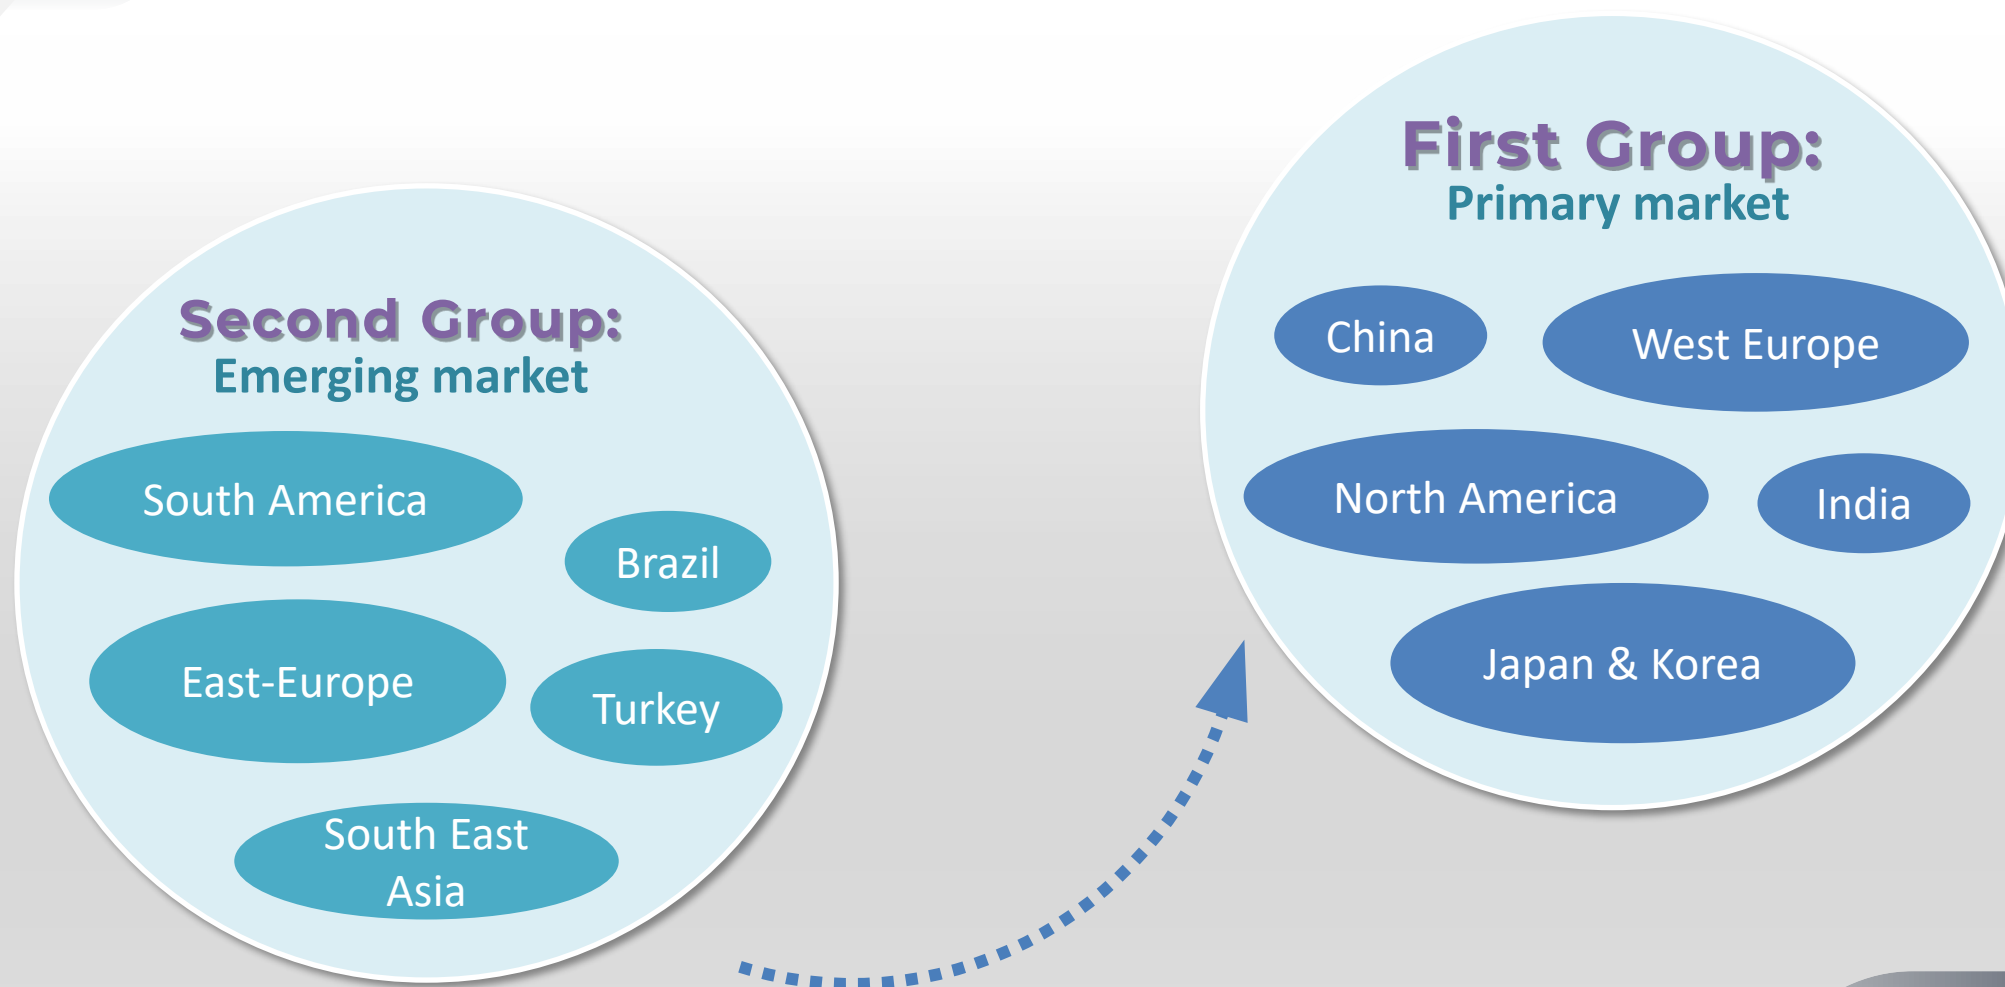 Second Group:
Emerging market
South America
Brazil
East-Europe
Turkey
South East
Asia
First Group:
Primary market
China
West Europe
North America
India
Japan & Korea